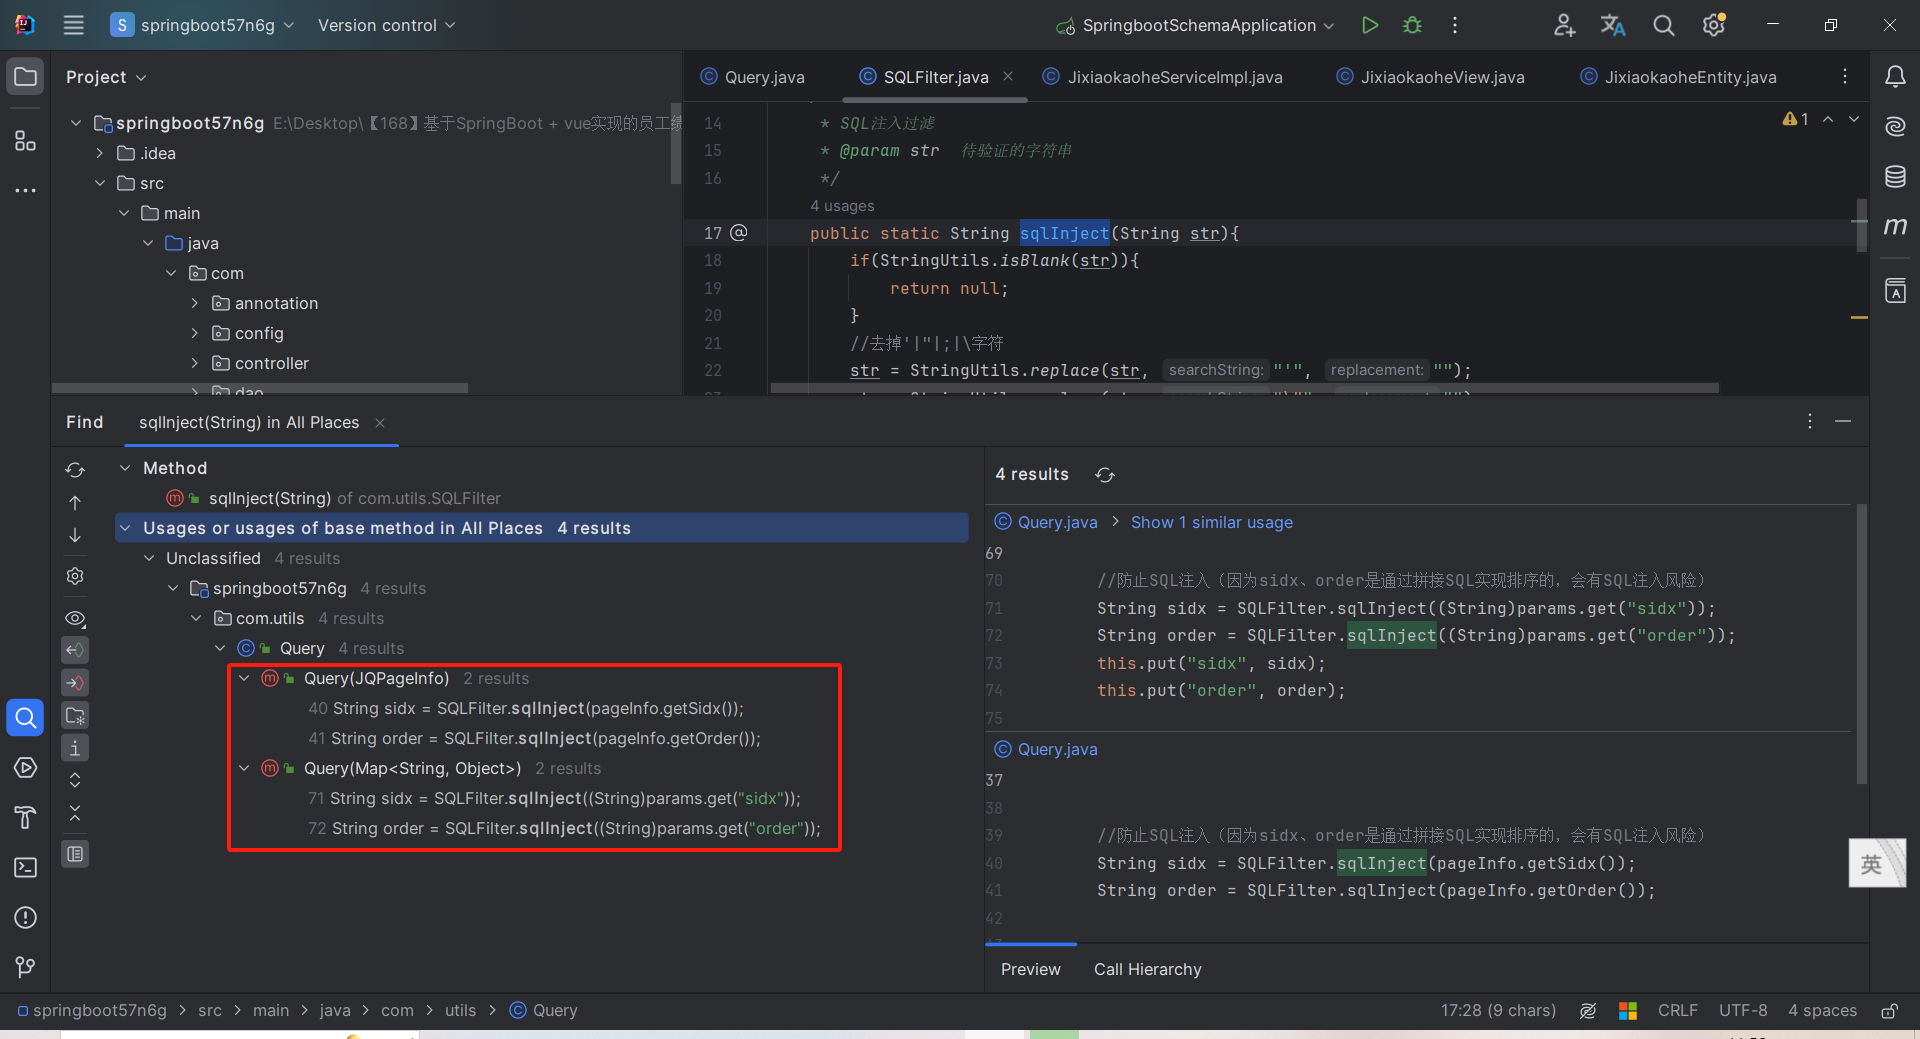 S springboot57n6g Version control SpringbootSchemaApplication
Project
springboot57n6g E:\Desktop\【168】基于SpringBoot + vue实现的员工绩
.idea
src
main
java
com
annotation
config
controller
dao
Query.java SQLFilter.java JixiaokaoheServiceImpl.java JixiaokaoheView.java JixiaokaoheEntity.java
14 * SQL注入过滤
15 * @param str 待验证的字符串
16 */
4 usages
17 @ public static String sqlInject(String str){
18 if(StringUtils.isBlank(str)){
19 return null;
20 }
21 //去掉'|"|;|\字符
22 str = StringUtils.replace(str, searchString: "'", replacement: "");
1
Find sqlInject(String) in All Places
Method
sqlInject(String) of com.utils.SQLFilter
Usages or usages of base method in All Places 4 results
Unclassified 4 results
springboot57n6g 4 results
com.utils 4 results
Query 4 results
Query(JQPageInfo) 2 results
40 String sidx = SQLFilter.sqlInject(pageInfo.getSidx());
41 String order = SQLFilter.sqlInject(pageInfo.getOrder());
Query(Map<String, Object>) 2 results
71 String sidx = SQLFilter.sqlInject((String)params.get("sidx"));
72 String order = SQLFilter.sqlInject((String)params.get("order"));
4 results
Query.java > Show 1 similar usage
69
70 //防止SQL注入（因为sidx、order是通过拼接SQL实现排序的，会有SQL注入风险）
71 String sidx = SQLFilter.sqlInject((String)params.get("sidx"));
72 String order = SQLFilter.sqlInject((String)params.get("order"));
73 this.put("sidx", sidx);
74 this.put("order", order);
75
Query.java
37
38
39 //防止SQL注入（因为sidx、order是通过拼接SQL实现排序的，会有SQL注入风险）
40 String sidx = SQLFilter.sqlInject(pageInfo.getSidx());
41 String order = SQLFilter.sqlInject(pageInfo.getOrder());
42
英
Preview Call Hierarchy
springboot57n6g > src > main > java > com > utils > Query 17:28 (9 chars) CRLF UTF-8 4 spaces